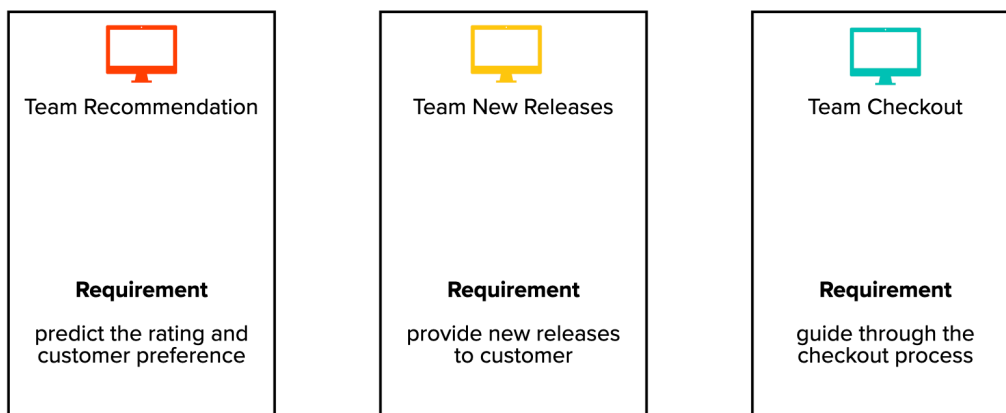 Team Recommendation
Requirement
predict the rating and
customer preference
Team New Releases
Requirement
provide new releases
to customer
Team Checkout
Requirement
guide through the
checkout process